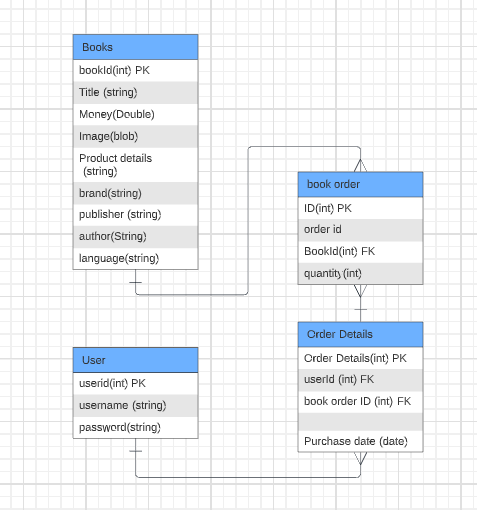 Books
bookId(int) PK
Title (string)
Money(Double)
Image(blob)
Product details
(string)
brand(string)
publisher (string)
author(String)
language(string)
book order
ID(int) PK
order id
BookId(int) FK
quantity(int)
Order Details
Order Details(int) PK
userId (int) FK
book order ID (int) FK
Purchase date (date)
User
userid(int) PK
username (string)
password(string)